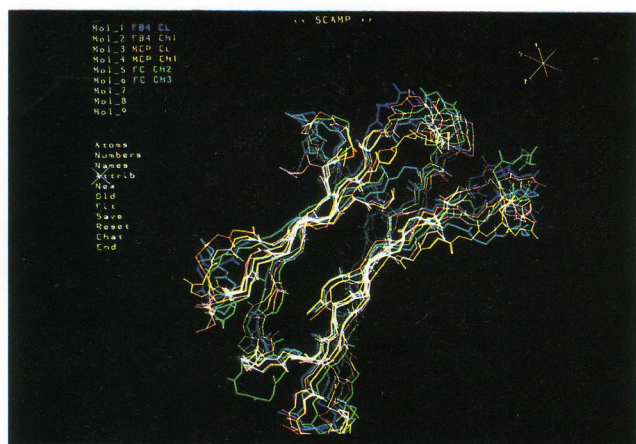 ‹‹ SCAMP ››
Mol_1 FB4 CL
Mol_2 FB4 CH1
Mol_3 MCP CL
Mol_4 MCP CH1
Mol_5 FC CH2
Mol_6 FC CH3
Mol_7
Mol_8
Mol_9
Atoms
Numbers
Names
Attrib
New
Old
Fit
Save
Reset
Chat
End